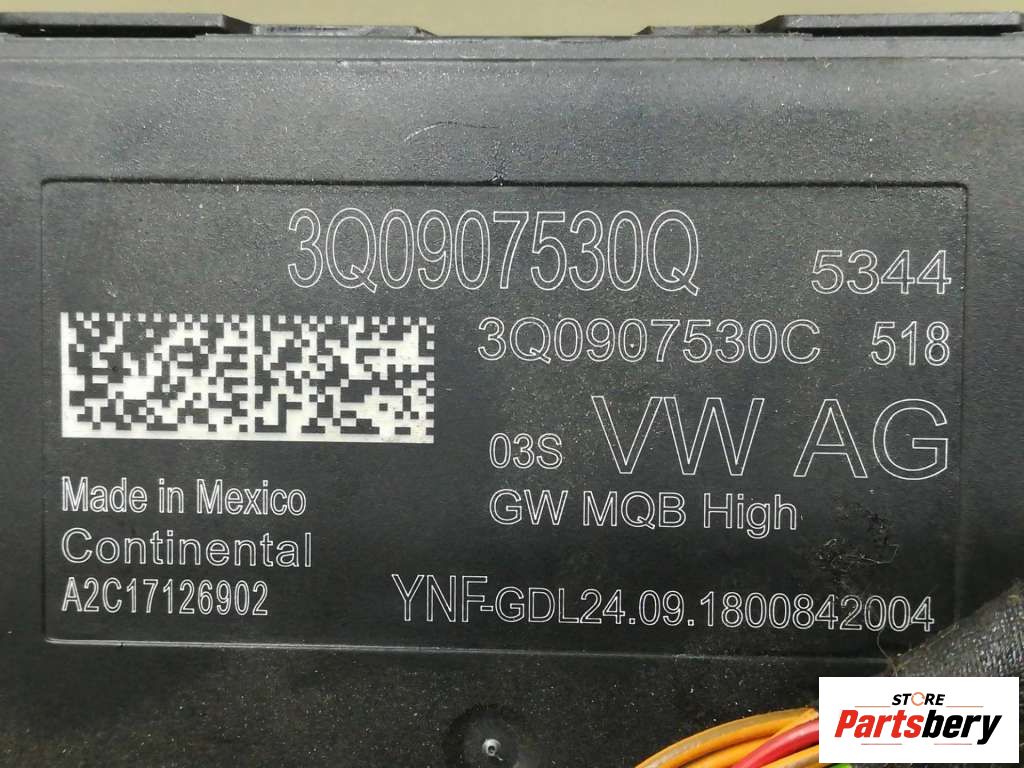 3Q0907530Q 5344
3Q0907530C 518
03S VW AG
GW MQB High
Made in Mexico
Continental
A2C17126902
YNF-GDL24.09.1800842004
STORE
Partsbery